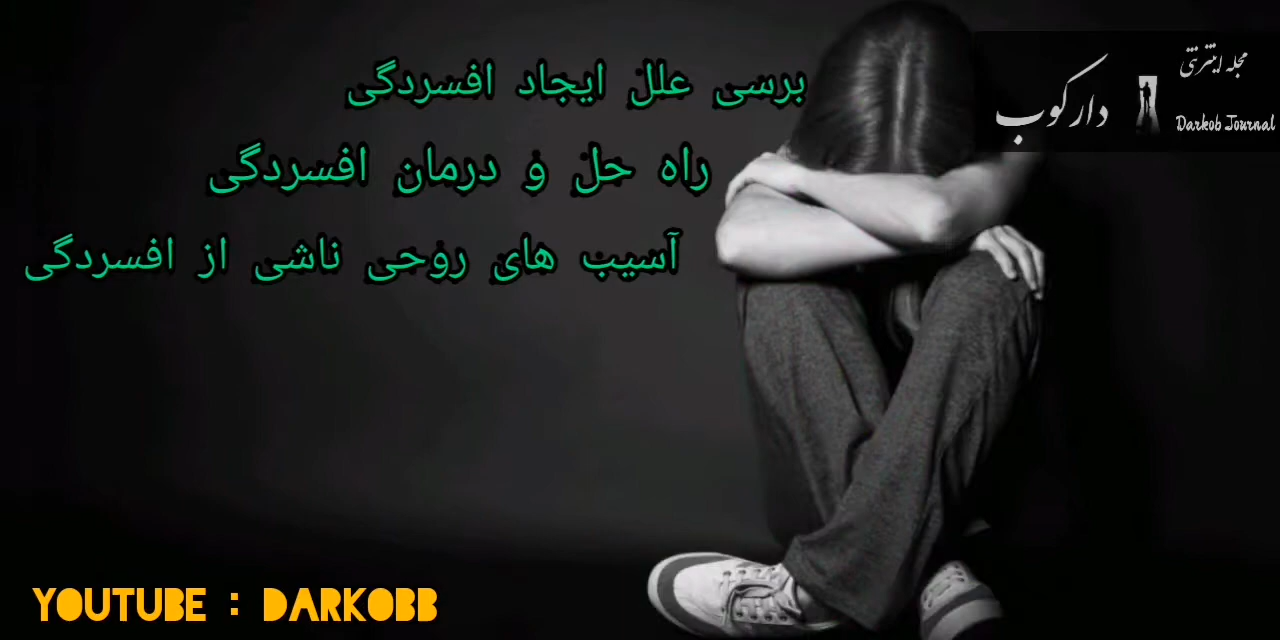 برسی علل ایجاد افسردگی
راه حل و درمان افسردگی
آسیب های روحی ناشی از افسردگی
مجله اینترنتی
دارکوب
Darkob Journal
YOUTUBE : DARKOBB